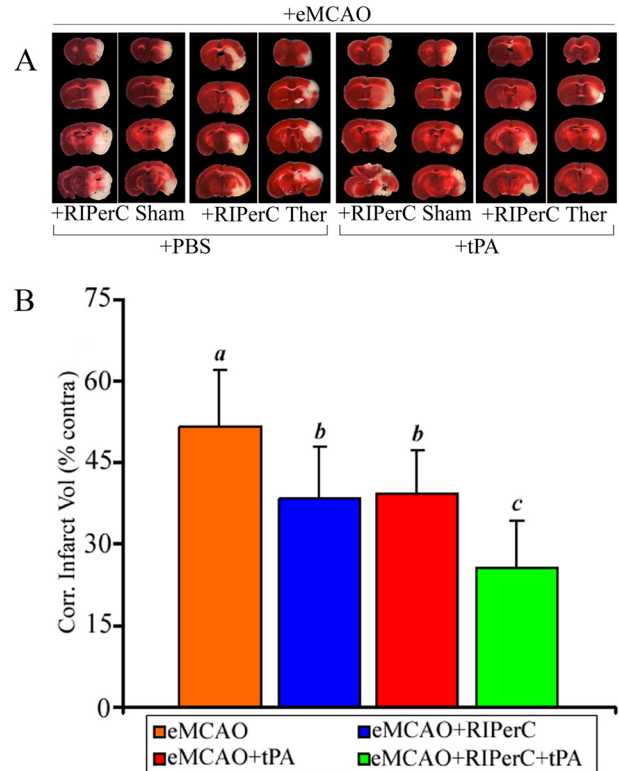 +eMCAO
A
+RIPerC Sham +RIPerC Ther +RIPerC Sham +RIPerC Ther
+PBS +tPA
B
Corr. Infarct Vol (% contra)
75
60
45
30
15
0
a
b
b
c
eMCAO eMCAO+RIPerC
eMCAO+tPA eMCAO+RIPerC+tPA